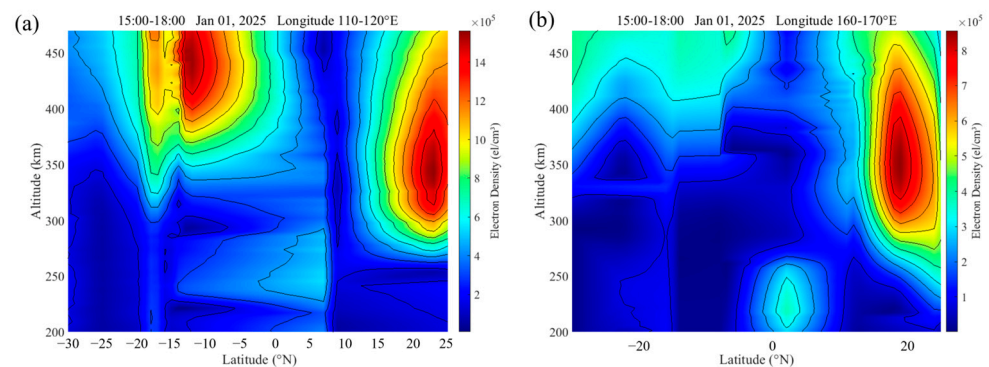 (a)
15:00-18:00 Jan 01, 2025 Longitude 110-120°E
×10⁵
Altitude (km)
450
400
350
300
250
200
-30 -25 -20 -15 -10 -5 0 5 10 15 20 25
Latitude (°N)
14
12
10
8
6
4
2
Electron Density (el/cm³)
(b)
15:00-18:00 Jan 01, 2025 Longitude 160-170°E
×10⁵
Altitude (km)
450
400
350
300
250
200
-20 0 20
Latitude (°N)
8
7
6
5
4
3
2
1
Electron Density (el/cm³)